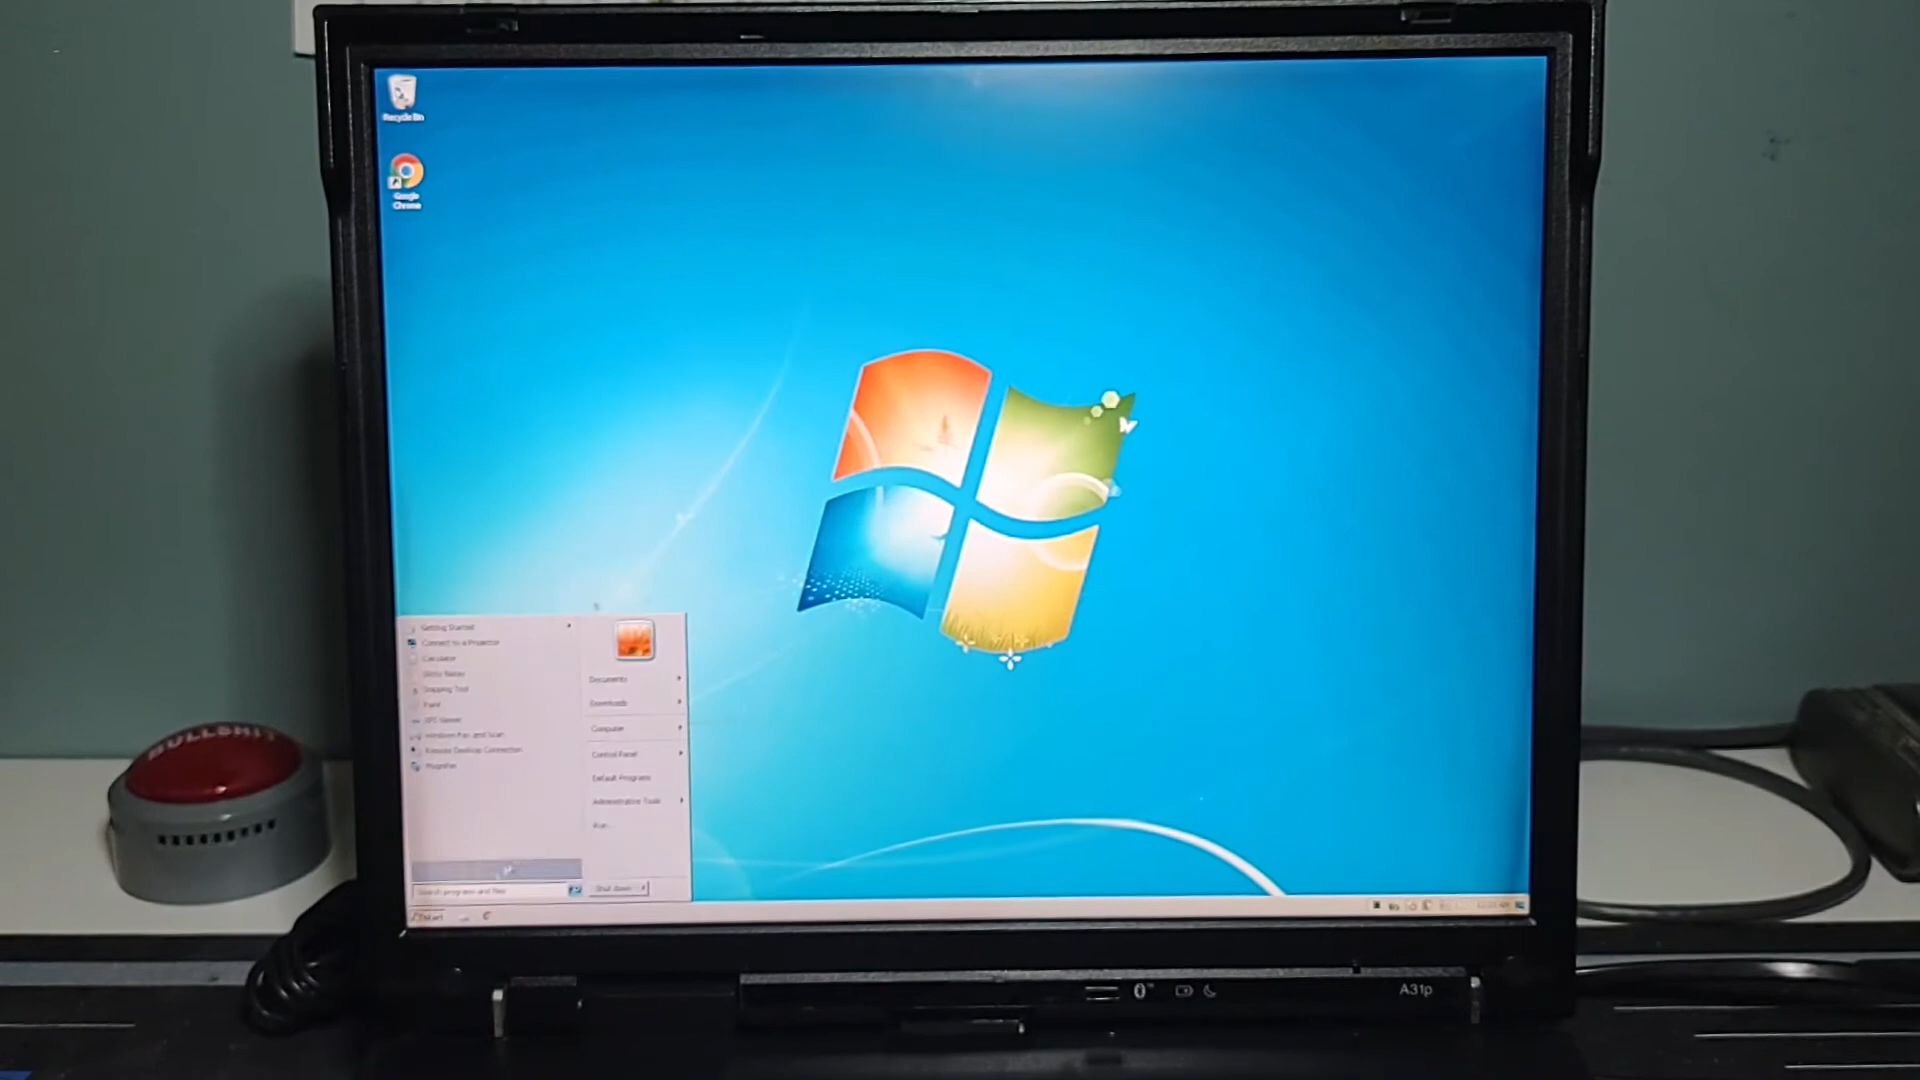 Recycle Bin
Google
Chrome
Getting Started
Connect to a Projector
Calculator
Sticky Notes
Snipping Tool
Paint
XPS Viewer
Windows Fax and Scan
Remote Desktop Connection
Magnifier
Documents
Downloads
Computer
Control Panel
Default Programs
Administrative Tools
Run...
Search programs and files
Shut down
Start
BULLSHIT
A31p